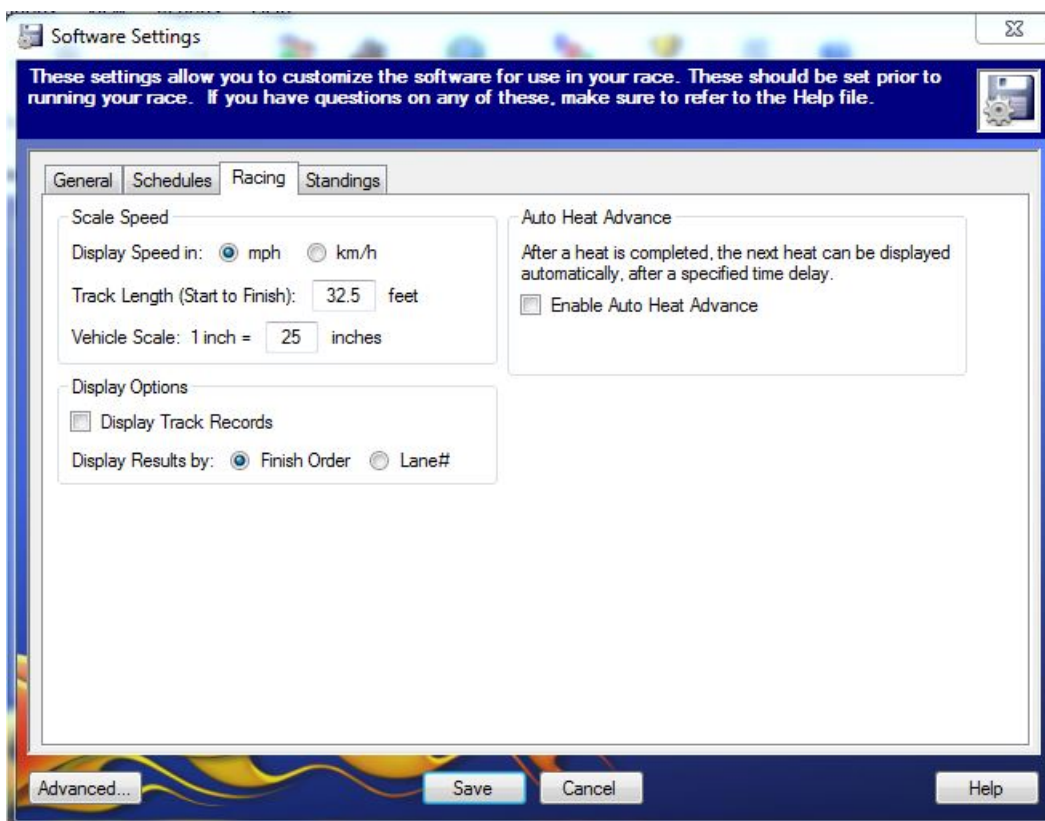 Software Settings
These settings allow you to customize the software for use in your race. These should be set prior to
running your race. If you have questions on any of these, make sure to refer to the Help file.
General Schedules Racing Standings
Scale Speed
Display Speed in: mph km/h
Track Length (Start to Finish): 32.5 feet
Vehicle Scale: 1 inch = 25 inches
Display Options
Display Track Records
Display Results by: Finish Order Lane#
Auto Heat Advance
After a heat is completed, the next heat can be displayed
automatically, after a specified time delay.
Enable Auto Heat Advance
Advanced... Save Cancel Help